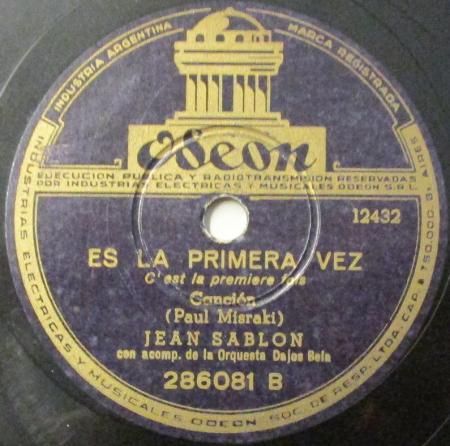 INDUSTRIA ARGENTINA
MARCA REGISTRADA
Odeon
EJECUCION PUBLICA Y RADIOTRANSMISION RESERVADAS
POR INDUSTRIAS ELECTRICAS Y MUSICALES ODEON S.R.L.
12432
ES LA PRIMERA VEZ
C'est la premiere fois
Canción
(Paul Misraki)
JEAN SABLON
con acomp. de la Orquesta Dajos Bela
286081 B
INDUSTRIAS ELECTRICAS Y MUSICALES ODEON SOC. DE RESP. LTDA. CAP. $ 750.000 B. AIRES